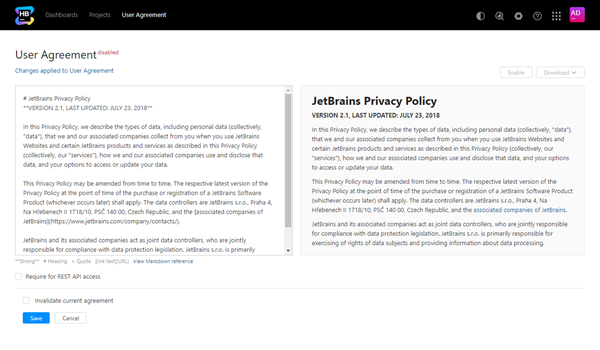 HB
Dashboards
Projects
User Agreement
AD
User Agreement disabled
Changes applied to User Agreement
Enable
Download
# JetBrains Privacy Policy
**VERSION 2.1, LAST UPDATED: JULY 23, 2018**
In this Privacy Policy, we describe the types of data, including personal data (collectively,
"data"), that we and our associated companies collect from you when you use JetBrains
Websites and certain JetBrains products and services as described in this Privacy Policy
(collectively, our "services"), how we and our associated companies use and disclose that
data, and your options to access or update your data.
This Privacy Policy may be amended from time to time. The respective latest version of the
Privacy Policy at the point of time of the purchase or registration of a JetBrains Software
Product (whichever occurs later) shall apply. The data controllers are JetBrains s.r.o., Praha 4,
Na Hřebenech II 1718/10, PSČ 140 00, Czech Republic, and the [associated companies of
JetBrains](https://www.jetbrains.com/company/contacts/).
JetBrains and its associated companies act as joint data controllers, who are jointly
responsible for compliance with data protection legislation. JetBrains s.r.o. is primarily
**Strong** # Heading > Quote [link text](URL) View Markdown reference
JetBrains Privacy Policy
VERSION 2.1, LAST UPDATED: JULY 23, 2018
In this Privacy Policy, we describe the types of data, including personal data (collectively, "data"),
that we and our associated companies collect from you when you use JetBrains Websites and
certain JetBrains products and services as described in this Privacy Policy (collectively, our
"services"), how we and our associated companies use and disclose that data, and your options
to access or update your data.
This Privacy Policy may be amended from time to time. The respective latest version of the
Privacy Policy at the point of time of the purchase or registration of a JetBrains Software Product
(whichever occurs later) shall apply. The data controllers are JetBrains s.r.o., Praha 4, Na
Hřebenech II 1718/10, PSČ 140 00, Czech Republic, and the associated companies of JetBrains.
JetBrains and its associated companies act as joint data controllers, who are jointly responsible
for compliance with data protection legislation. JetBrains s.r.o. is primarily responsible for
exercising of rights of data subjects and providing information about data processing.
Require for REST API access
Invalidate current agreement
Save
Cancel